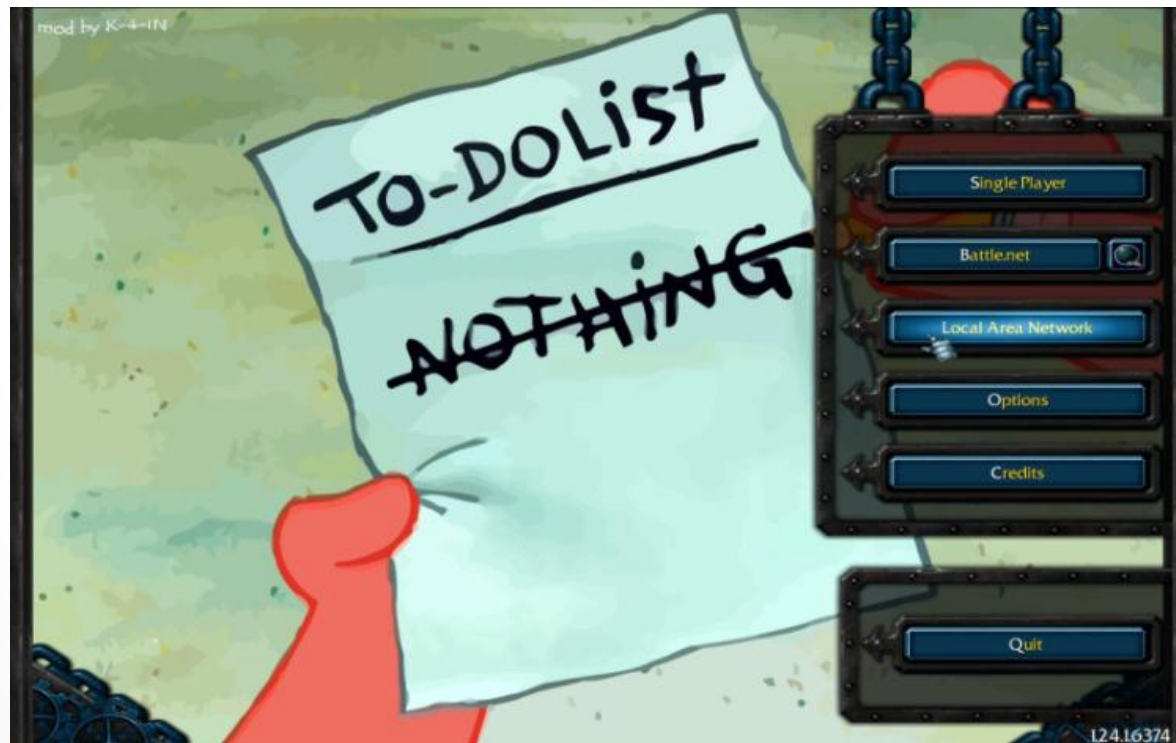 mod by K-4-IN
TO-DOLiST
NOTHiNG
Single Player
Battle.net
Local Area Network
Options
Credits
Quit
1.24.1.6374